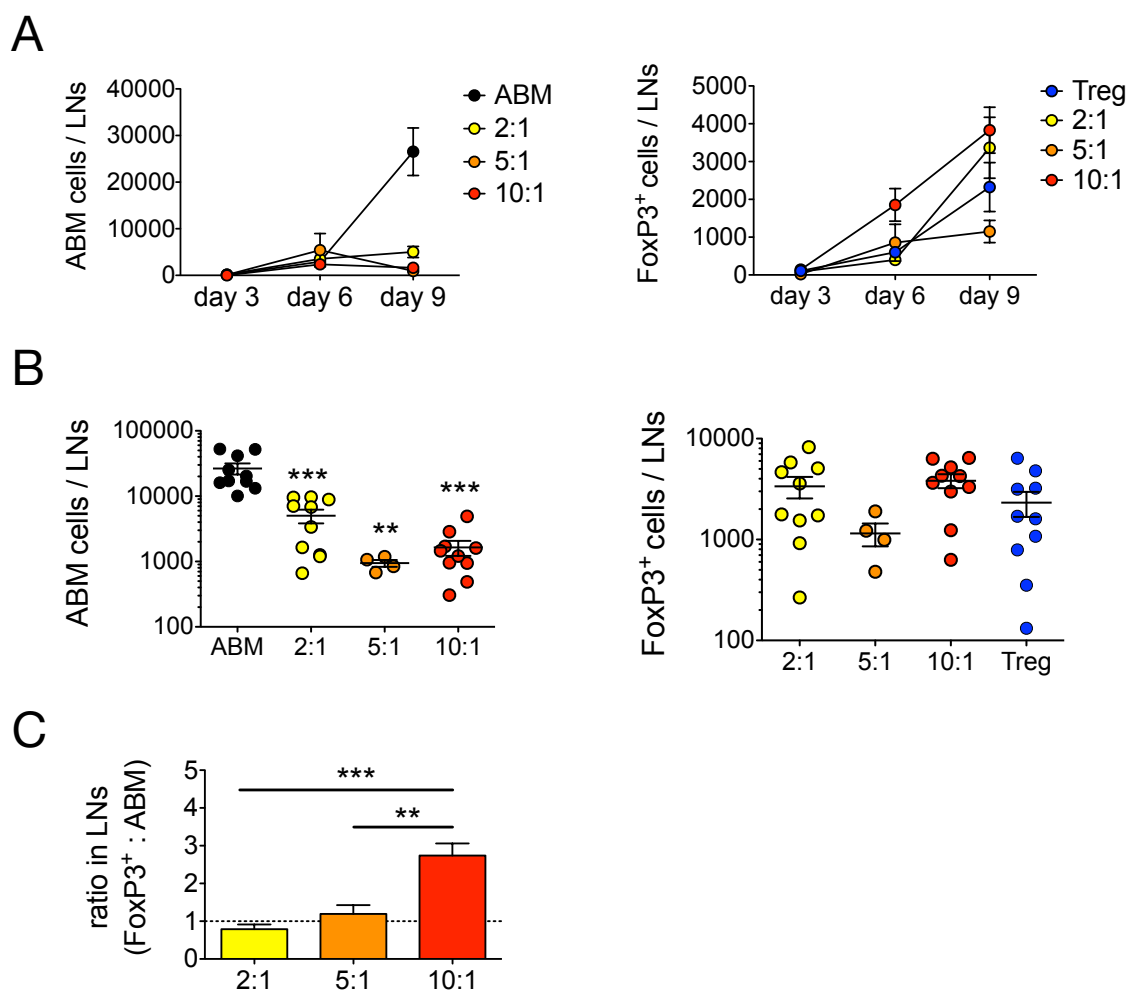 A
ABM cells / LNs
40000
30000
20000
10000
0
day 3 day 6 day 9
ABM
2:1
5:1
10:1
FoxP3⁺ cells / LNs
5000
4000
3000
2000
1000
0
day 3 day 6 day 9
Treg
2:1
5:1
10:1
B
ABM cells / LNs
100000
10000
1000
100
***
**
***
ABM 2:1 5:1 10:1
FoxP3⁺ cells / LNs
10000
1000
100
2:1 5:1 10:1 Treg
C
ratio in LNs
(FoxP3⁺ : ABM)
5
4
3
2
1
0
***
**
2:1 5:1 10:1